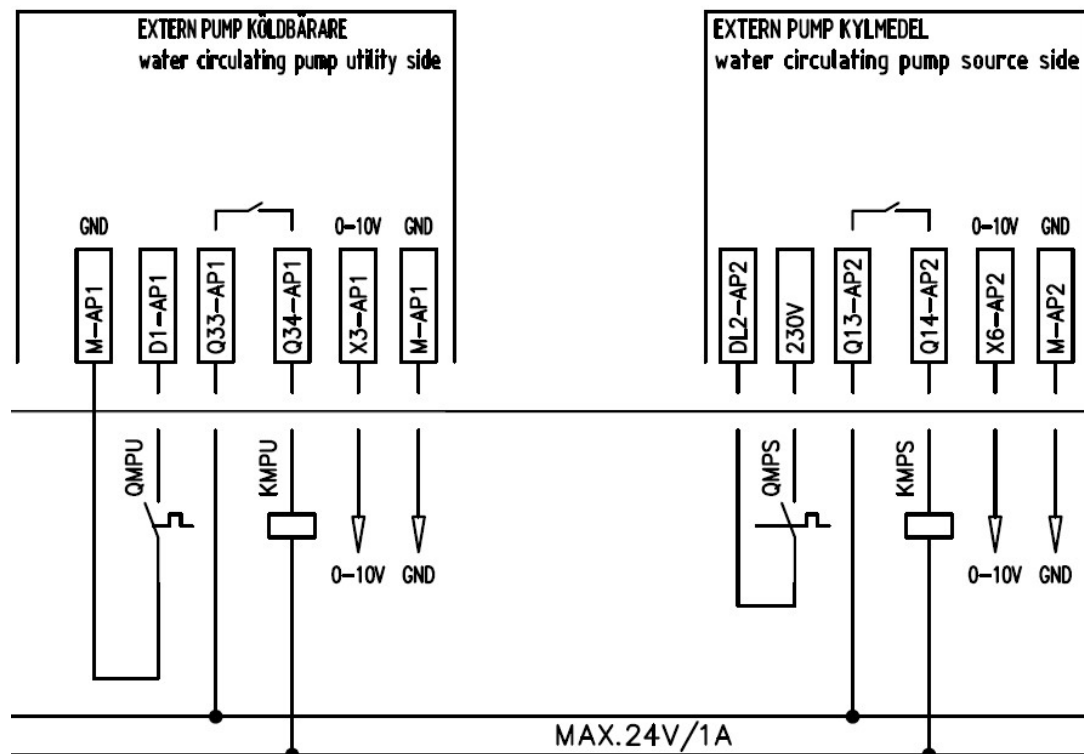 EXTERN PUMP KÖLDBÄRARE
water circulating pump utility side
GND
0-10V
GND
M-AP1
D1-AP1
Q33-AP1
Q34-AP1
X3-AP1
M-AP1
QMPU
KMPU
0-10V
GND
EXTERN PUMP KYLMEDEL
water circulating pump source side
0-10V
GND
DL2-AP2
230V
Q13-AP2
Q14-AP2
X6-AP2
M-AP2
QMPS
KMPS
0-10V
GND
MAX.24V/1A